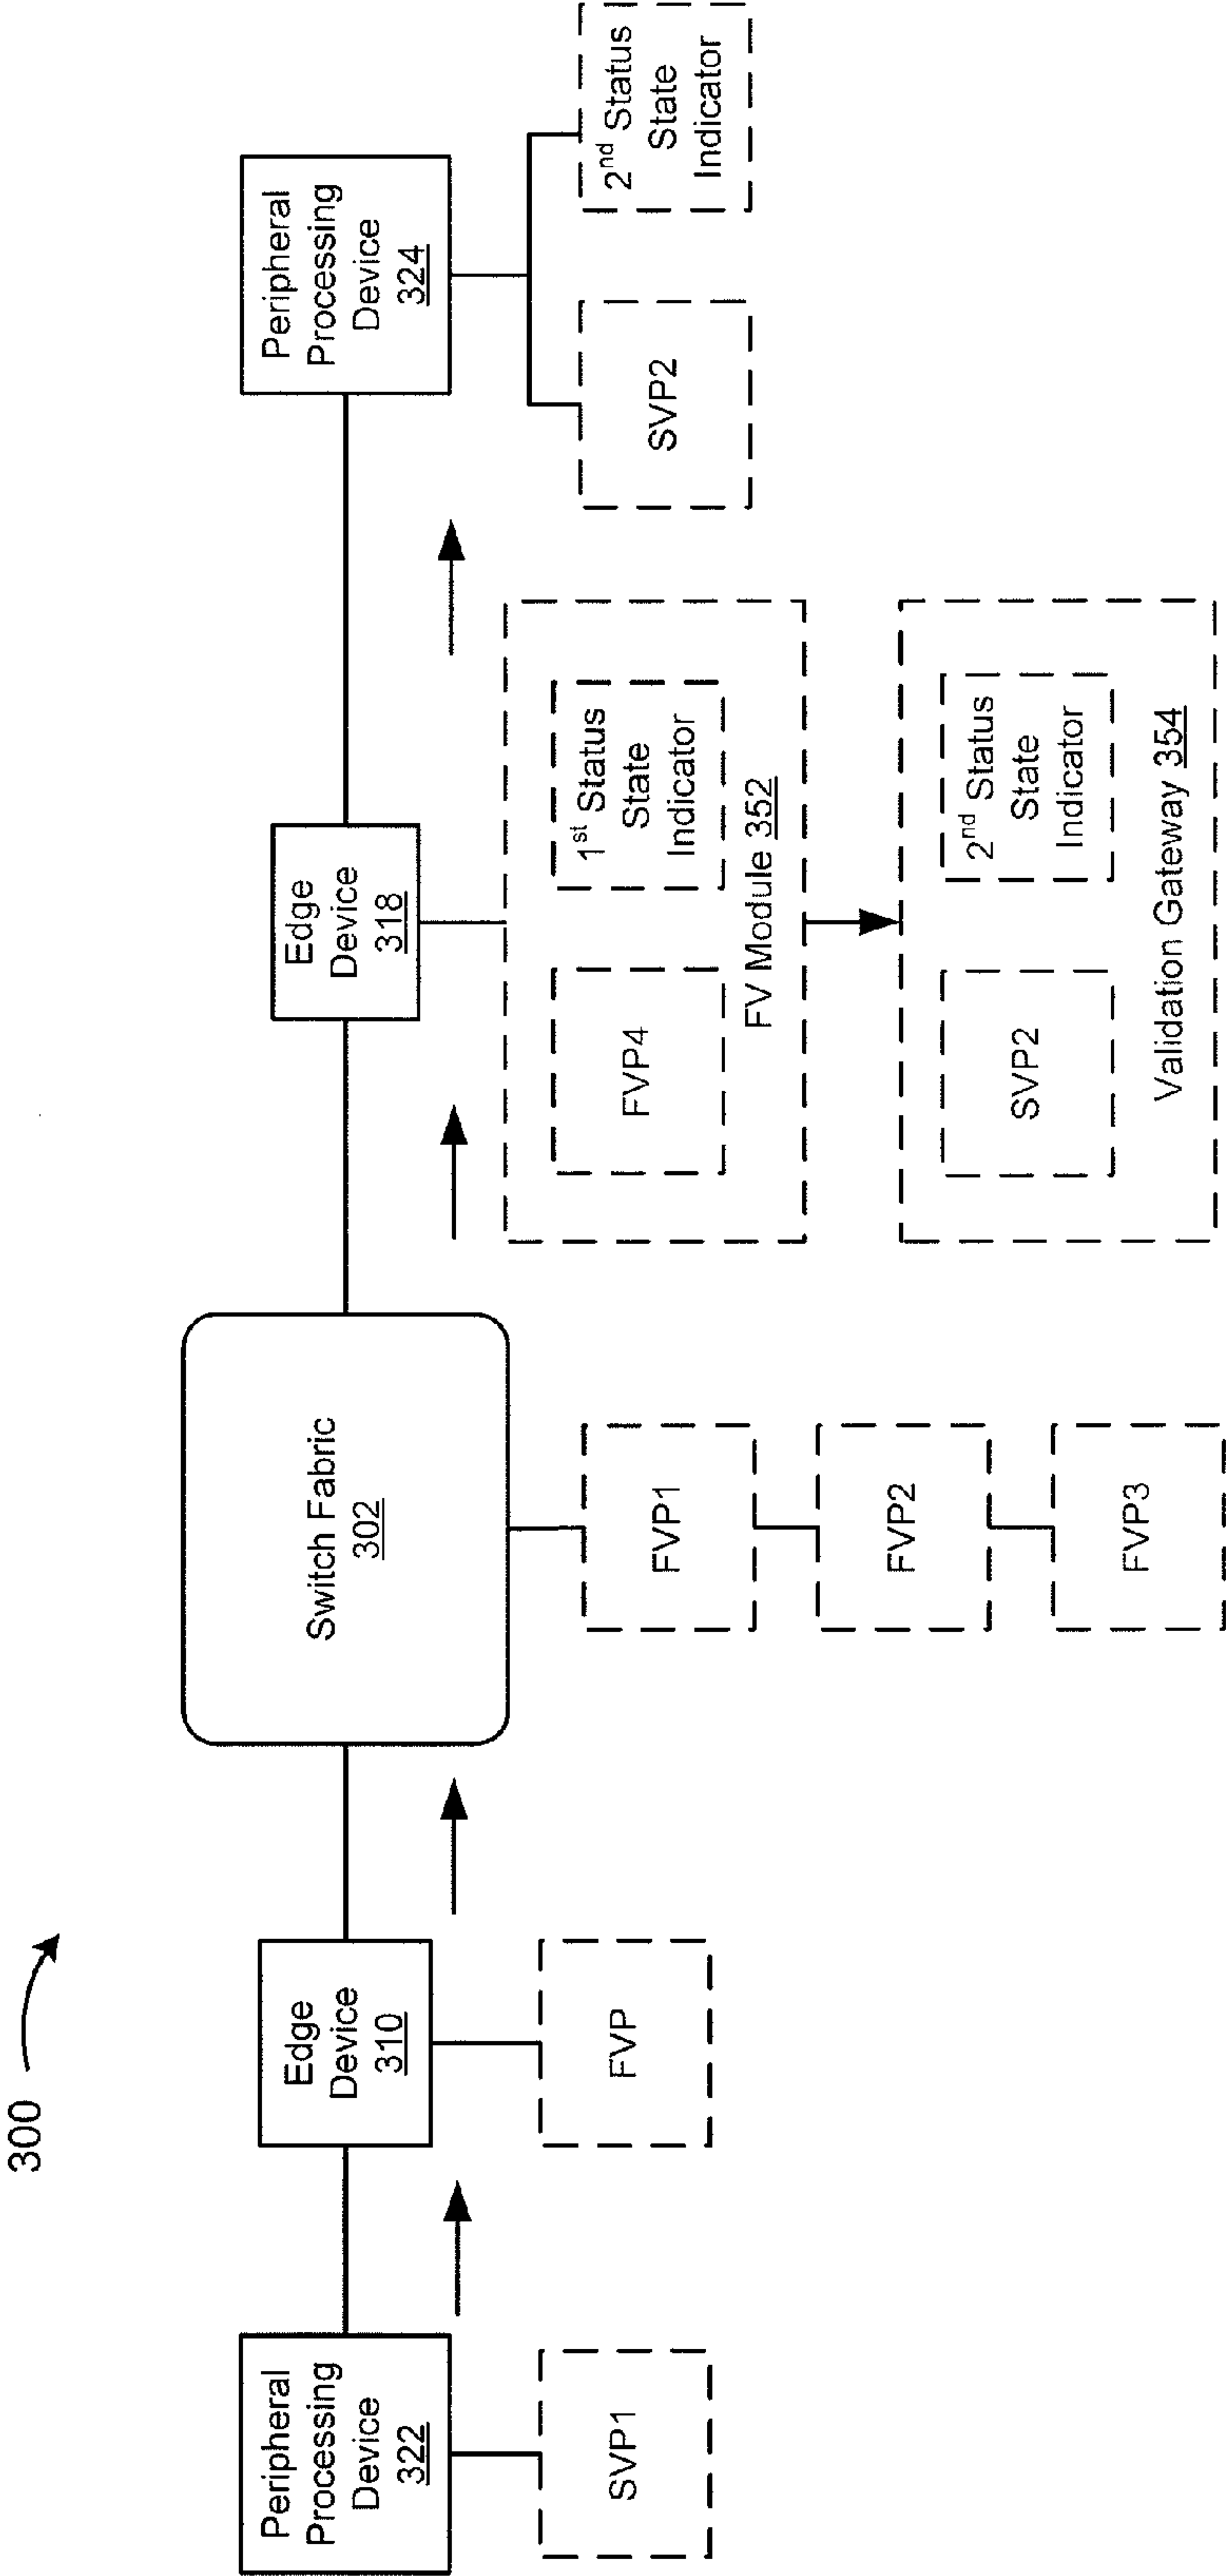 300
Peripheral
Processing
Device
322
SVP1
Edge
Device
310
FVP
Switch Fabric
302
FVP1
FVP2
FVP3
Edge
Device
318
FVP4
1st Status
State
Indicator
FV Module 352
SVP2
2nd Status
State
Indicator
Validation Gateway 354
Peripheral
Processing
Device
324
SVP2
2nd Status
State
Indicator